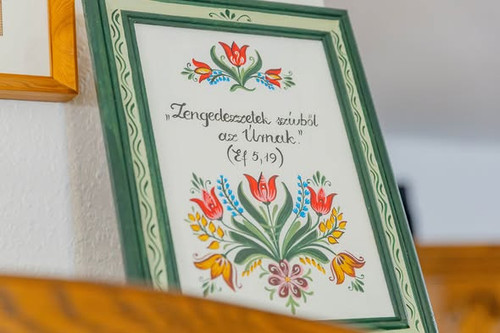 „Zengedezzetek szívből
az Úrnak."
(Ef 5,19)